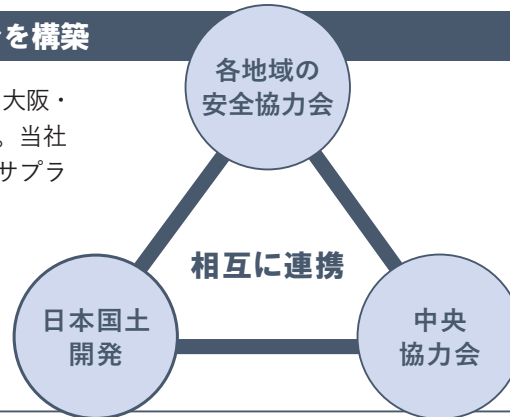 を構築
大阪・
。当社
サプラ
各地域の
安全協力会
相互に連携
日本国土
開発
中央
協力会